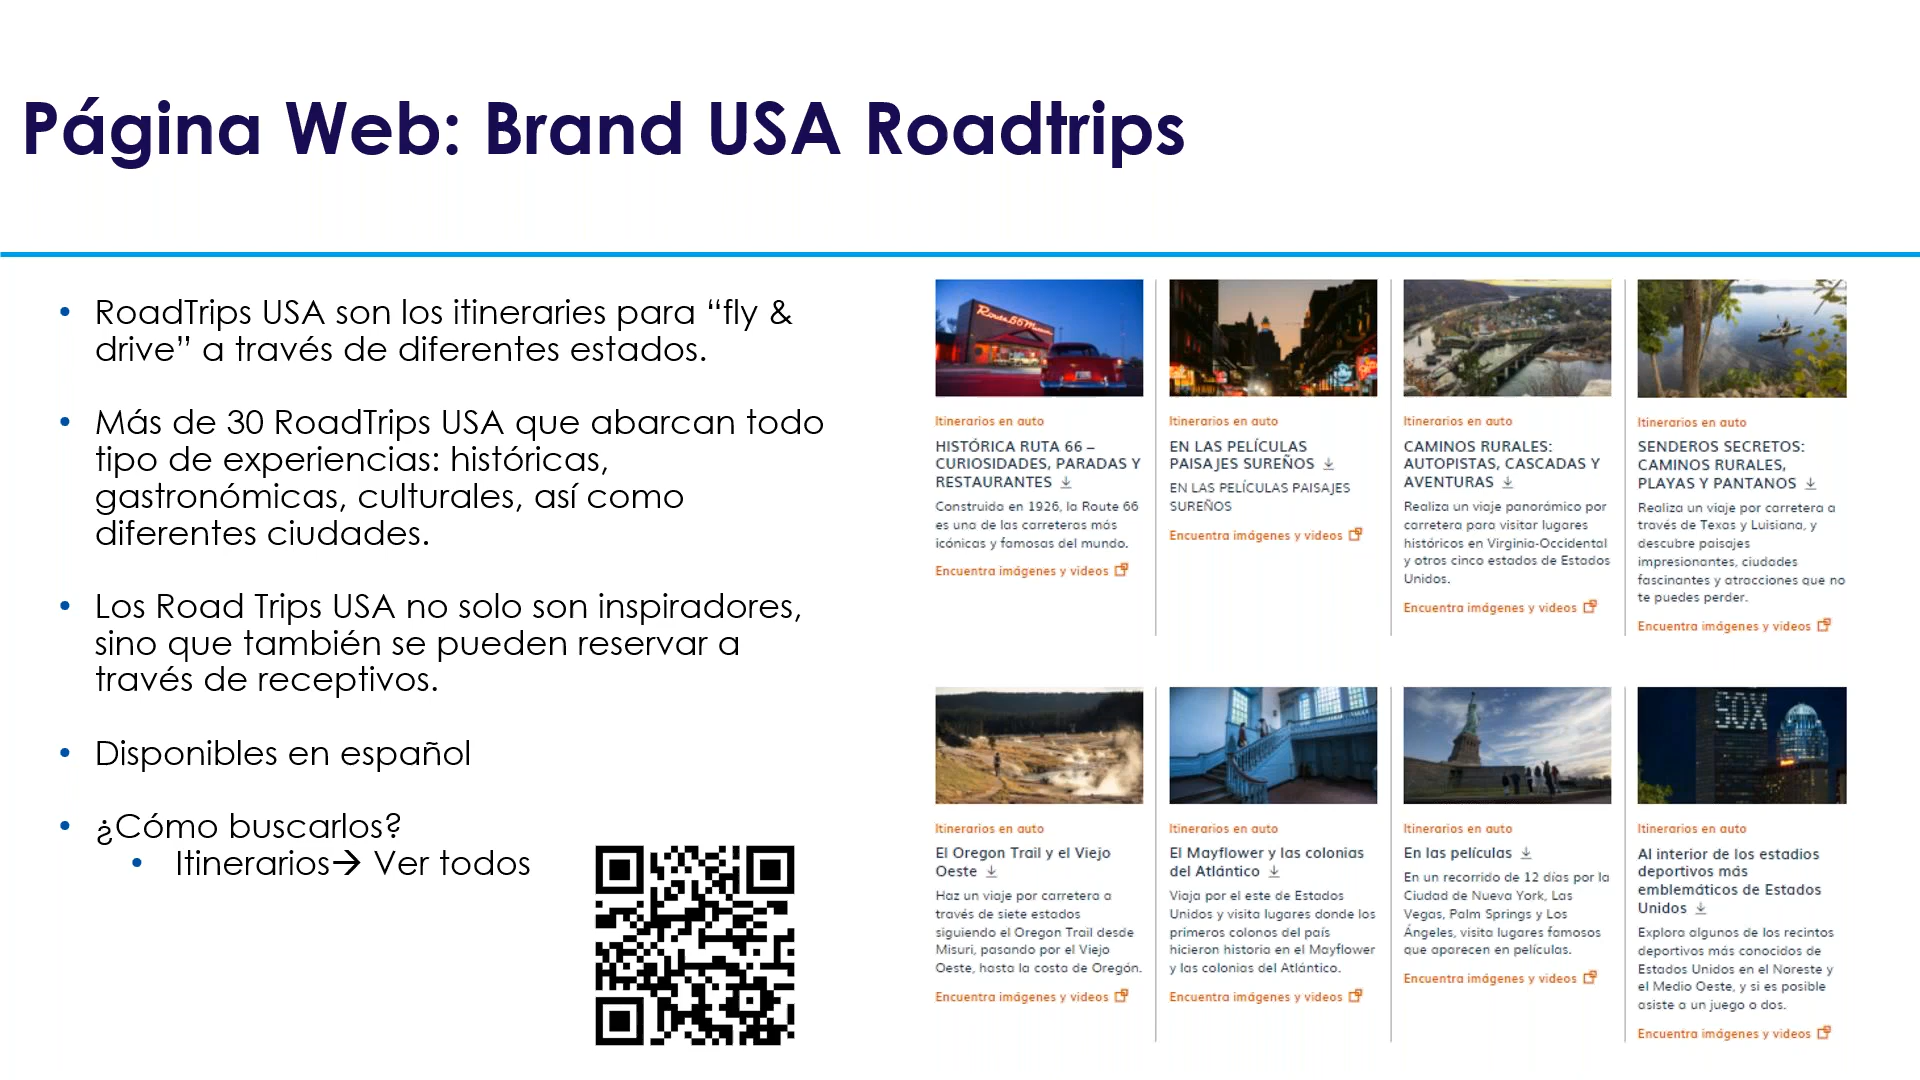 Página Web: Brand USA Roadtrips
• RoadTrips USA son los itineraries para “fly &
drive” a través de diferentes estados.
• Más de 30 RoadTrips USA que abarcan todo
tipo de experiencias: históricas,
gastronómicas, culturales, así como
diferentes ciudades.
• Los Road Trips USA no solo son inspiradores,
sino que también se pueden reservar a
través de receptivos.
• Disponibles en español
• ¿Cómo buscarlos?
• Itinerarios→ Ver todos
Route 66 Museum
Itinerarios en auto
HISTÓRICA RUTA 66 –
CURIOSIDADES, PARADAS Y
RESTAURANTES
Construida en 1926, la Route 66
es una de las carreteras más
icónicas y famosas del mundo.
Encuentra imágenes y videos
Itinerarios en auto
EN LAS PELÍCULAS
PAISAJES SUREÑOS
EN LAS PELÍCULAS PAISAJES
SUREÑOS
Encuentra imágenes y videos
Itinerarios en auto
CAMINOS RURALES:
AUTOPISTAS, CASCADAS Y
AVENTURAS
Realiza un viaje panorámico por
carretera para visitar lugares
históricos en Virginia-Occidental
y otros cinco estados de Estados
Unidos.
Encuentra imágenes y videos
Itinerarios en auto
SENDEROS SECRETOS:
CAMINOS RURALES,
PLAYAS Y PANTANOS
Realiza un viaje por carretera a
través de Texas y Luisiana, y
descubre paisajes
impresionantes, ciudades
fascinantes y atracciones que no
te puedes perder.
Encuentra imágenes y videos
Itinerarios en auto
El Oregon Trail y el Viejo
Oeste
Haz un viaje por carretera a
través de siete estados
siguiendo el Oregon Trail desde
Misuri, pasando por el Viejo
Oeste, hasta la costa de Oregón.
Encuentra imágenes y videos
Itinerarios en auto
El Mayflower y las colonias
del Atlántico
Viaja por el este de Estados
Unidos y visita lugares donde los
primeros colonos del país
hicieron historia en el Mayflower
y las colonias del Atlántico.
Encuentra imágenes y videos
Itinerarios en auto
En las películas
En un recorrido de 12 días por la
Ciudad de Nueva York, Las
Vegas, Palm Springs y Los
Ángeles, visita lugares famosos
que aparecen en películas.
Encuentra imágenes y videos
SOX
Itinerarios en auto
Al interior de los estadios
deportivos más
emblemáticos de Estados
Unidos
Explora algunos de los recintos
deportivos más conocidos de
Estados Unidos en el Noreste y
el Medio Oeste, y si es posible
asiste a un juego o dos.
Encuentra imágenes y videos